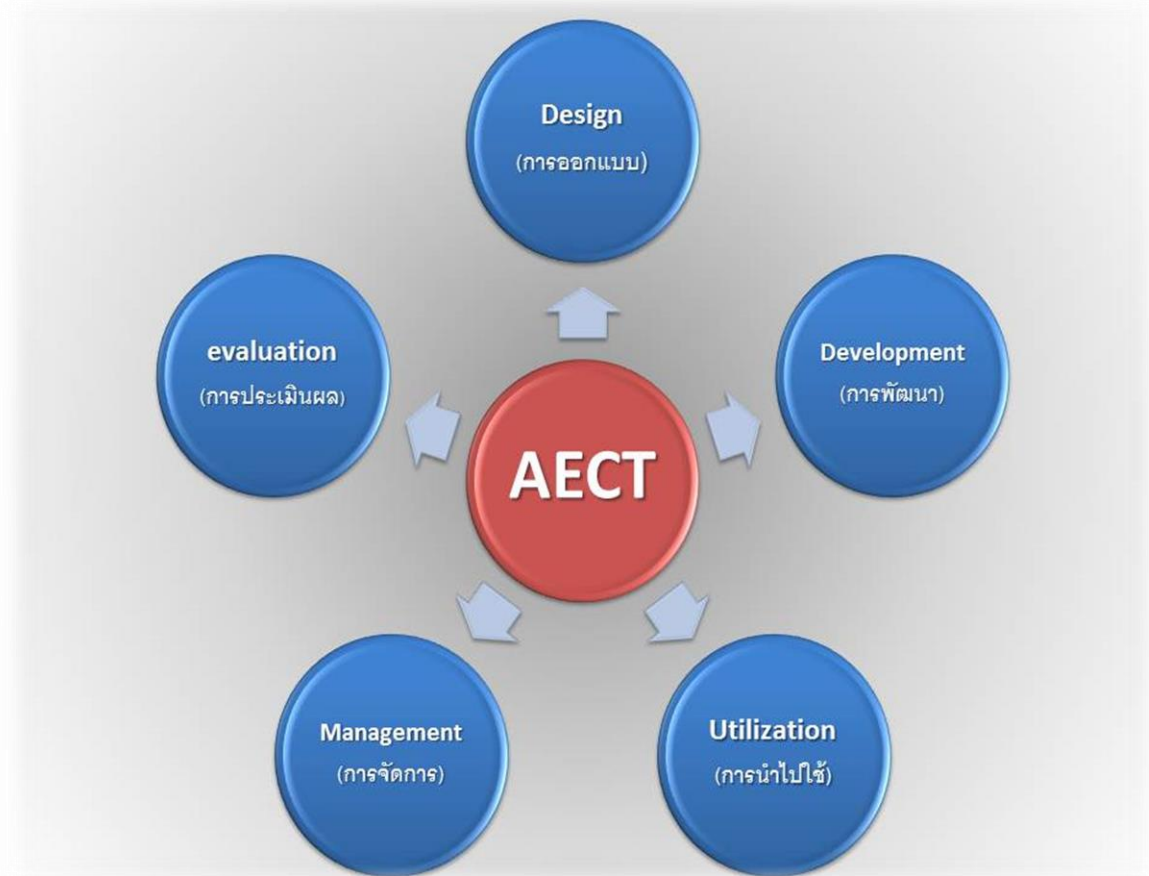 Design
(การออกแบบ)
evaluation
(การประเมินผล)
Development
(การพัฒนา)
AECT
Management
(การจัดการ)
Utilization
(การนำไปใช้)